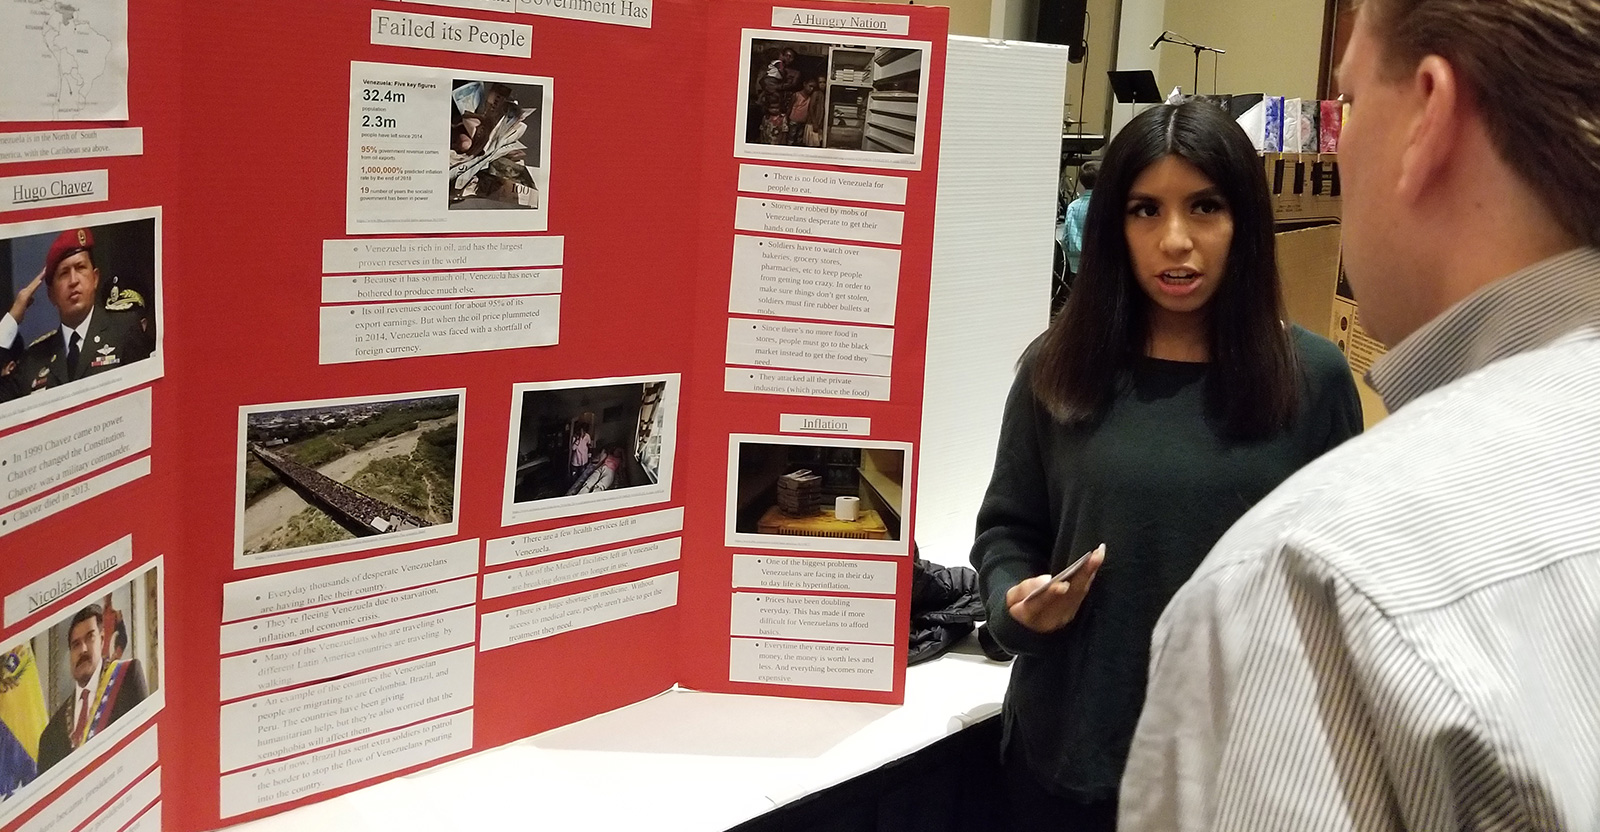 Government Has
Failed its People
Venezuela is in the North of South
America, with the Caribbean sea above.
Hugo Chavez
In 1999 Chavez came to power.
Chavez changed the Constitution.
Chavez was a military commander.
Chavez died in 2013.
Nicolás Maduro
became president in
Venezuela: Five key figures
32.4m
population
2.3m
people have left since 2014
95% government revenue comes
from oil exports
1,000,000% predicted inflation
rate by the end of 2018
19 number of years the socialist
government has been in power
100
• Venezuela is rich in oil, and has the largest
proven reserves in the world
• Because it has so much oil, Venezuela has never
bothered to produce much else.
• Its oil revenues account for about 95% of its
export earnings. But when the oil price plummeted
in 2014, Venezuela was faced with a shortfall of
foreign currency.
• Everyday thousands of desperate Venezuelans
are having to flee their country.
• They're fleeing Venezuela due to starvation,
inflation, and economic crisis.
• Many of the Venezuelans who are traveling to
different Latin America countries are traveling by
walking.
• An example of the countries the Venezuelan
people are migrating to are Colombia, Brazil, and
Peru. The countries have been giving
humanitarian help, but they're also worried that the
xenophobia will affect them.
• As of now, Brazil has sent extra soldiers to patrol
the border to stop the flow of Venezuelans pouring
into the country.
• There are a few health services left in
Venezuela.
• A lot of the Medical facilities left in Venezuela
are breaking down or no longer in use.
• There is a huge shortage in medicine. Without
access to medical care, people aren't able to get the
treatment they need.
A Hungry Nation
• There is no food in Venezuela for
people to eat.
• Stores are robbed by mobs of
Venezuelans desperate to get their
hands on food.
• Soldiers have to watch over
bakeries, grocery stores,
pharmacies, etc to keep people
from getting too crazy. In order to
make sure things don't get stolen,
soldiers must fire rubber bullets at
mobs.
• Since there's no more food in
stores, people must go to the black
market instead to get the food they
need.
• They attacked all the private
industries (which produce the food)
Inflation
• One of the biggest problems
Venezuelans are facing in their day
to day life is hyperinflation.
• Prices have been doubling
everyday. This has made if more
difficult for Venezuelans to afford
basics.
• Everytime they create new
money, the money is worth less and
less. And everything becomes more
expensive.